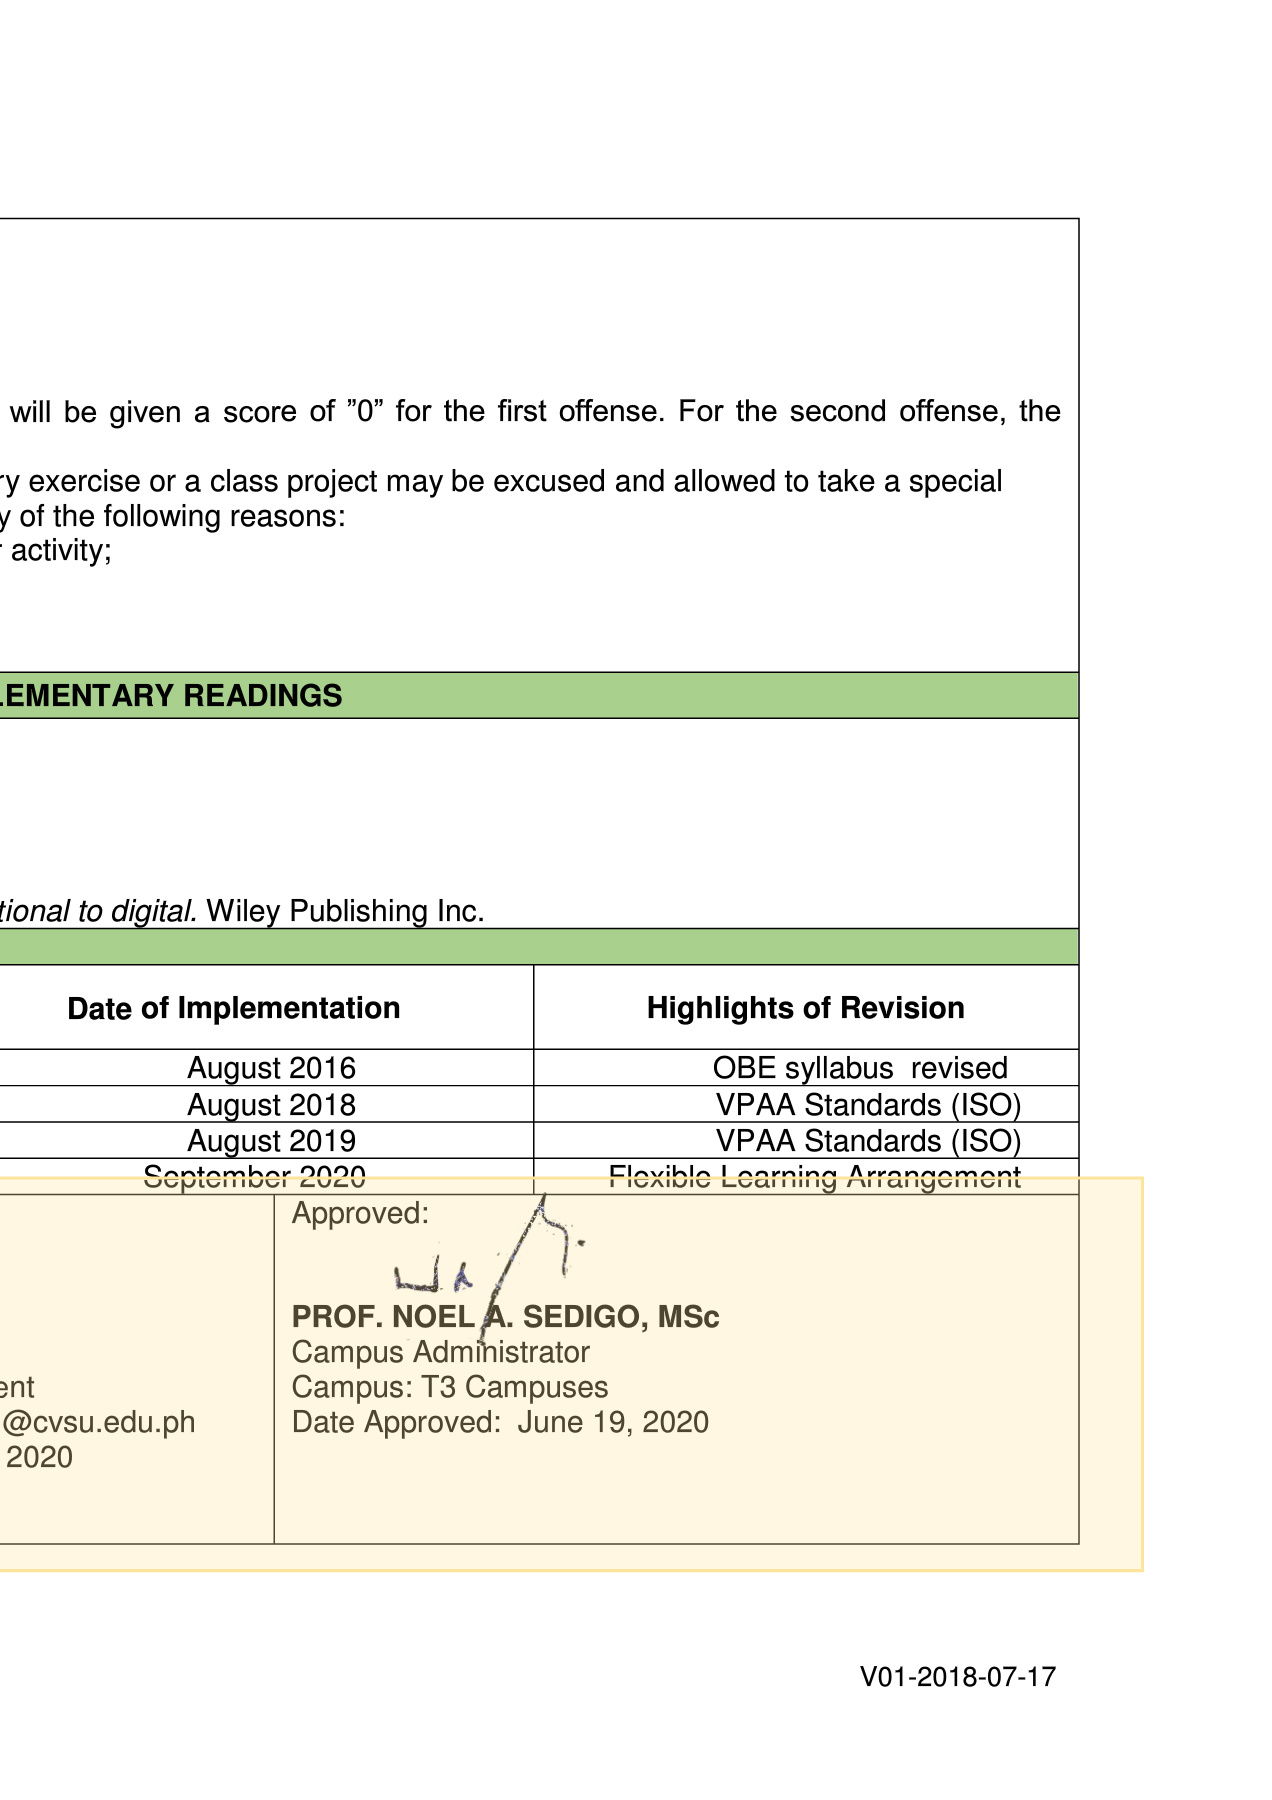 will be given a score of ”0” for the first offense. For the second offense, the
ry exercise or a class project may be excused and allowed to take a special
y of the following reasons:
r activity;
LEMENTARY READINGS
tional to digital. Wiley Publishing Inc.
Date of Implementation Highlights of Revision
August 2016 OBE syllabus revised
August 2018 VPAA Standards (ISO)
August 2019 VPAA Standards (ISO)
September 2020 Flexible Learning Arrangement
Approved:
PROF. NOEL A. SEDIGO, MSc
Campus Administrator
ent Campus: T3 Campuses
@cvsu.edu.ph Date Approved: June 19, 2020
2020
V01-2018-07-17